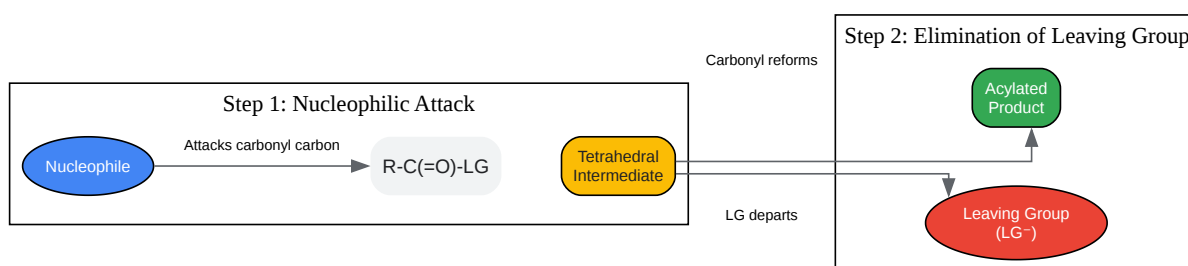 Step 1: Nucleophilic Attack
Nucleophile
Attacks carbonyl carbon
R-C(=O)-LG
Tetrahedral
Intermediate
Carbonyl reforms
LG departs
Step 2: Elimination of Leaving Group
Acylated
Product
Leaving Group
(LG⁻)